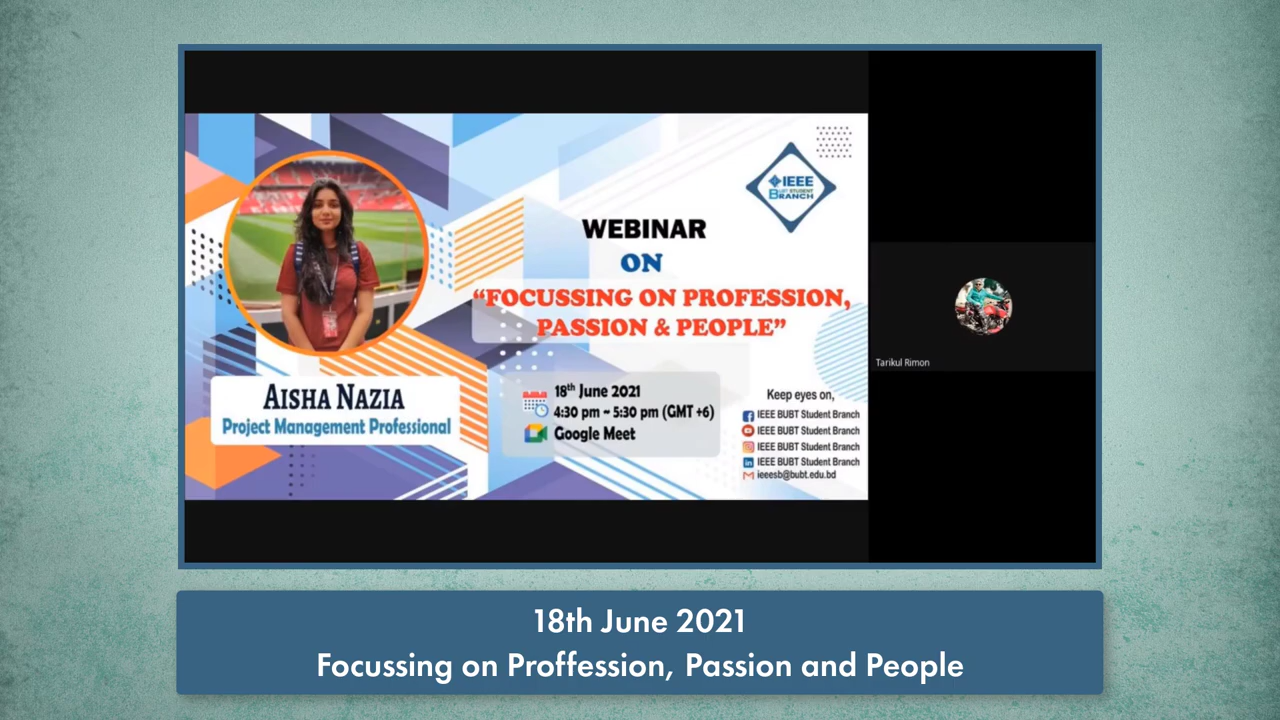 IEEE
BUBT STUDENT
BRANCH
WEBINAR
ON
“FOCUSSING ON PROFESSION,
PASSION & PEOPLE”
AISHA NAZIA
Project Management Professional
18th June 2021
4:30 pm ~ 5:30 pm (GMT +6)
Google Meet
Keep eyes on,
IEEE BUBT Student Branch
IEEE BUBT Student Branch
IEEE BUBT Student Branch
IEEE BUBT Student Branch
ieeesb@bubt.edu.bd
Tarikul Rimon
18th June 2021
Focussing on Proffession, Passion and People